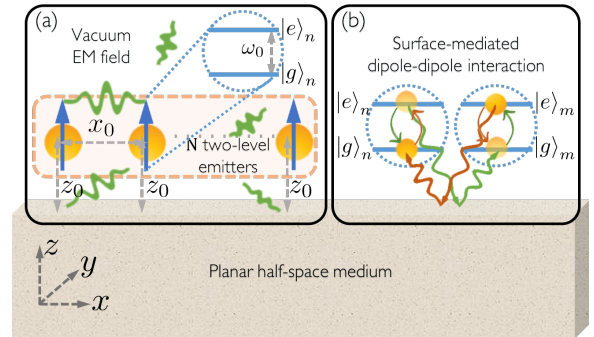 (a)
Vacuum
EM field
|e⟩ₙ
ω₀
|g⟩ₙ
x₀
N two-level
emitters
z₀
z₀
z₀
(b)
Surface-mediated
dipole-dipole interaction
|e⟩ₙ
|e⟩ₘ
|g⟩ₙ
|g⟩ₘ
z
y
x
Planar half-space medium